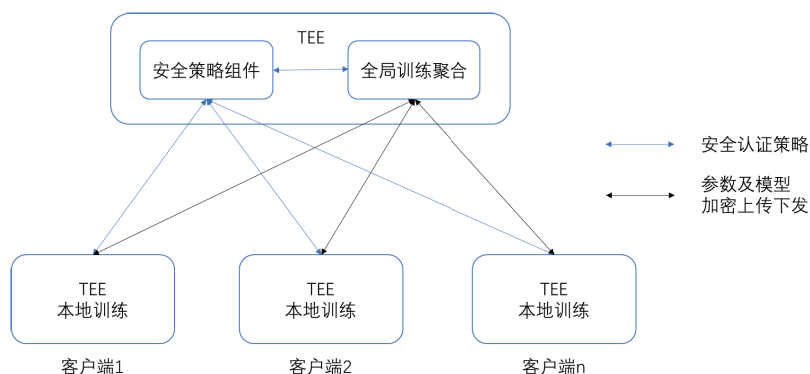 TEE
安全策略组件
全局训练聚合
安全认证策略
参数及模型
加密上传下发
TEE
本地训练
TEE
本地训练
TEE
本地训练
客户端1
客户端2
客户端n